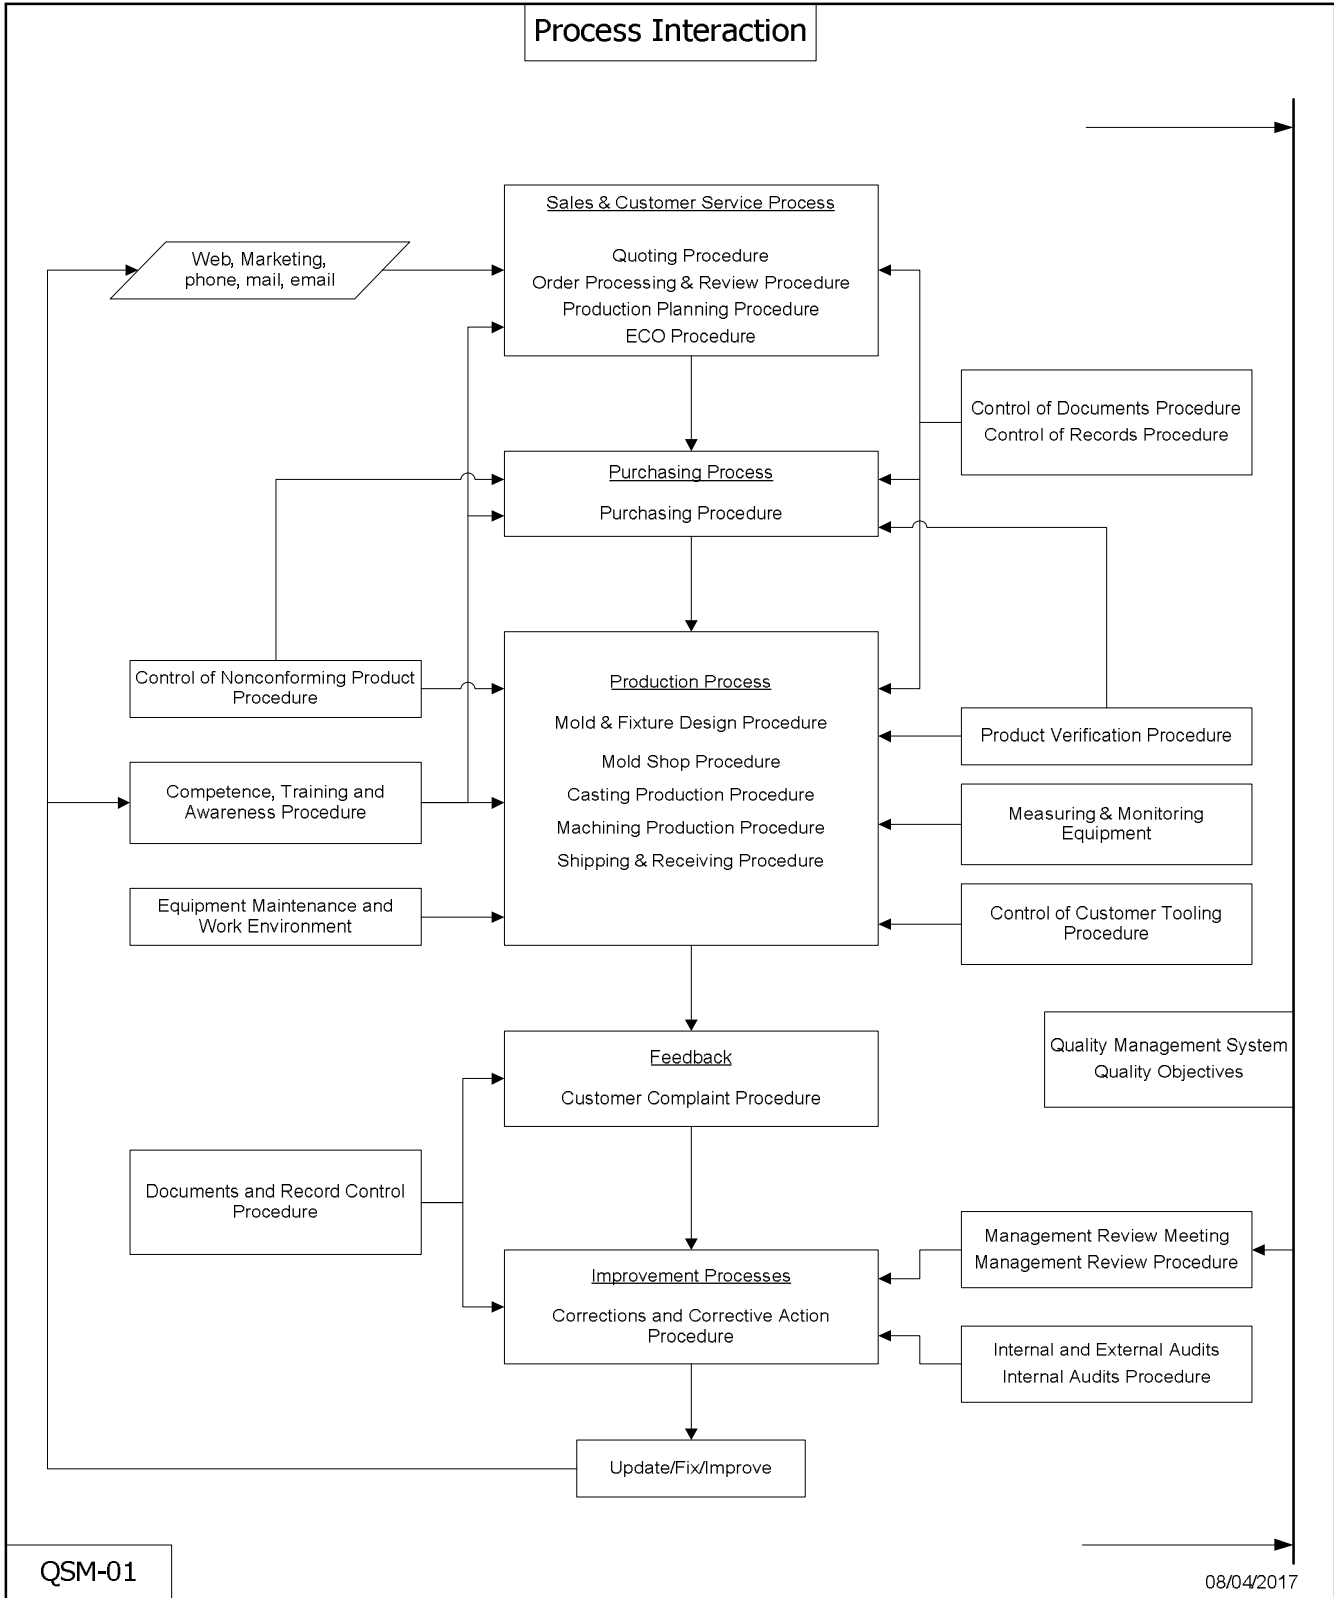 Process Interaction
Sales & Customer Service Process
Quoting Procedure
Order Processing & Review Procedure
Production Planning Procedure
ECO Procedure
Web, Marketing,
phone, mail, email
Control of Documents Procedure
Control of Records Procedure
Purchasing Process
Purchasing Procedure
Control of Nonconforming Product
Procedure
Production Process
Mold & Fixture Design Procedure
Mold Shop Procedure
Casting Production Procedure
Machining Production Procedure
Shipping & Receiving Procedure
Product Verification Procedure
Competence, Training and
Awareness Procedure
Measuring & Monitoring
Equipment
Equipment Maintenance and
Work Environment
Control of Customer Tooling
Procedure
Feedback
Customer Complaint Procedure
Quality Management System
Quality Objectives
Documents and Record Control
Procedure
Management Review Meeting
Management Review Procedure
Improvement Processes
Corrections and Corrective Action
Procedure
Internal and External Audits
Internal Audits Procedure
Update/Fix/Improve
QSM-01
08/04/2017